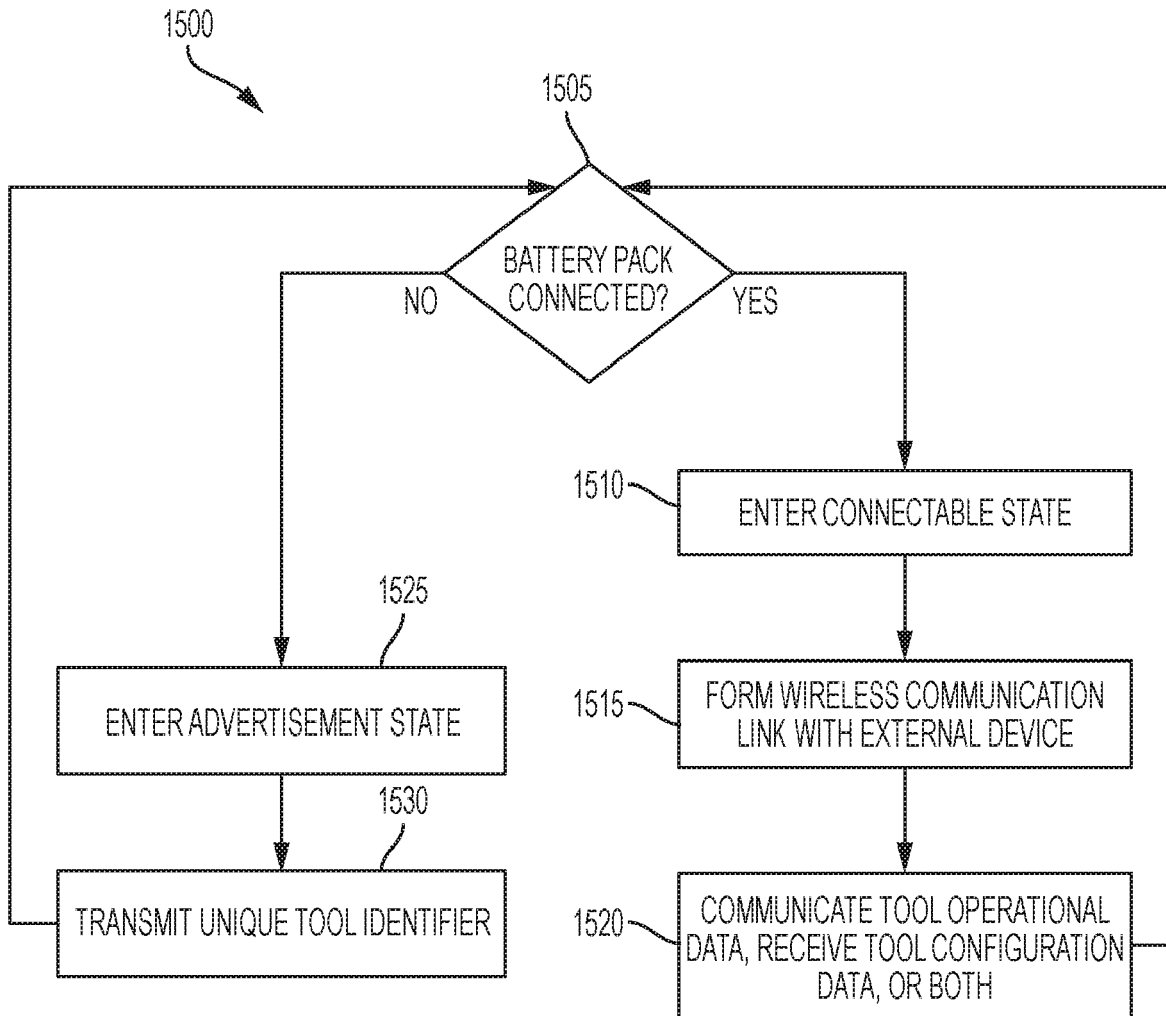 1500
1505
BATTERY PACK
CONNECTED?
NO
YES
1510
ENTER CONNECTABLE STATE
1525
ENTER ADVERTISEMENT STATE
1515
FORM WIRELESS COMMUNICATION
LINK WITH EXTERNAL DEVICE
1530
TRANSMIT UNIQUE TOOL IDENTIFIER
1520
COMMUNICATE TOOL OPERATIONAL
DATA, RECEIVE TOOL CONFIGURATION
DATA, OR BOTH